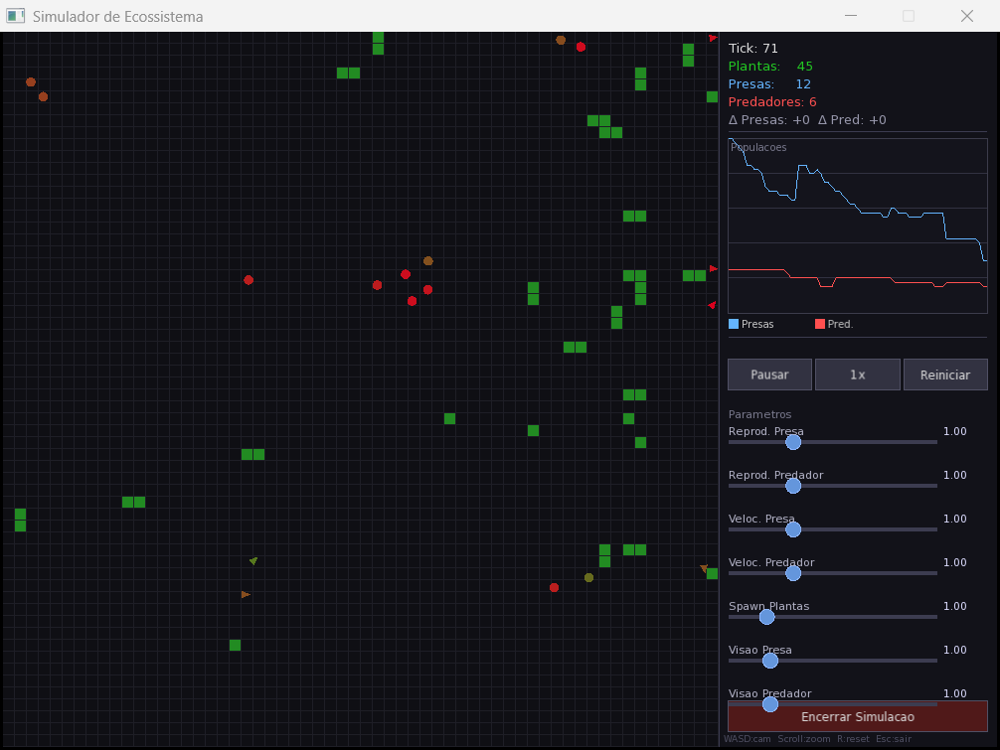 Simulador de Ecossistema
Tick: 71
Plantas: 45
Presas: 12
Predadores: 6
Δ Presas: +0 Δ Pred: +0
Populacoes
Presas Pred.
Pausar 1x Reiniciar
Parametros
Reprod. Presa 1.00
Reprod. Predador 1.00
Veloc. Presa 1.00
Veloc. Predador 1.00
Spawn Plantas 1.00
Visao Presa 1.00
Visao Predador 1.00
Encerrar Simulacao
WASD:cam Scroll:zoom R:reset Esc:sair